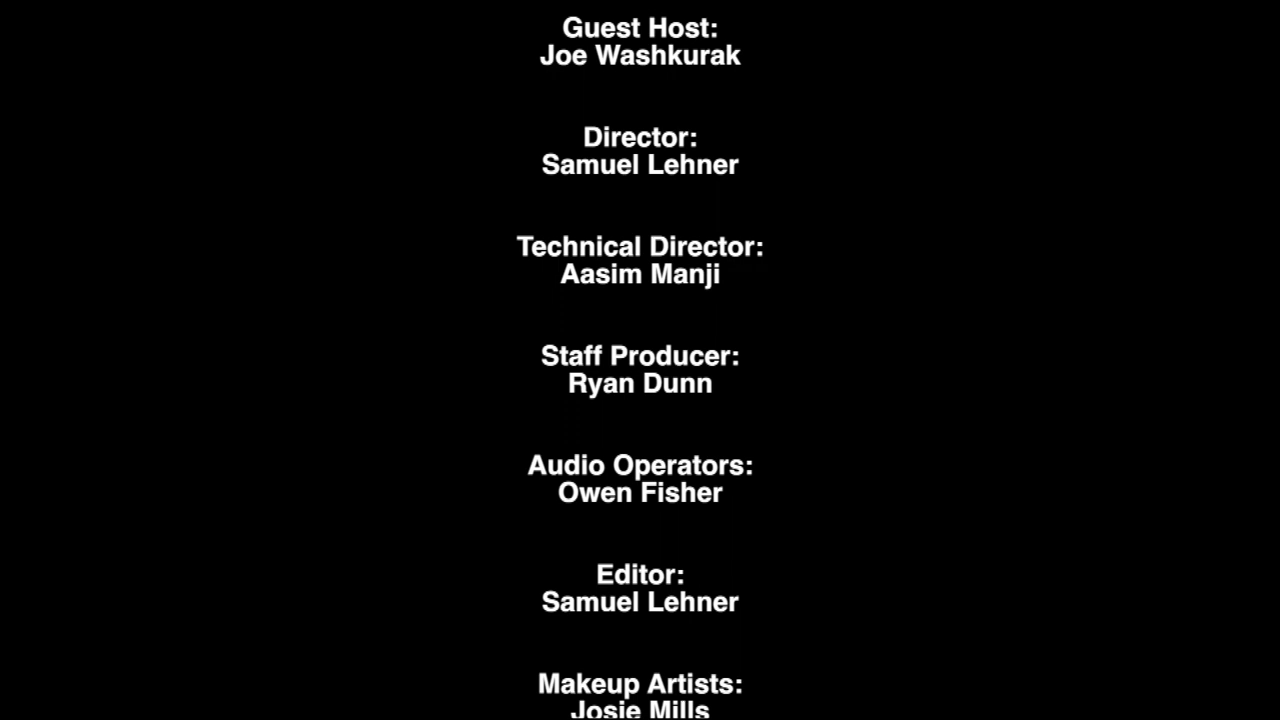 Guest Host:
Joe Washkurak
Director:
Samuel Lehner
Technical Director:
Aasim Manji
Staff Producer:
Ryan Dunn
Audio Operators:
Owen Fisher
Editor:
Samuel Lehner
Makeup Artists:
Josie Mills